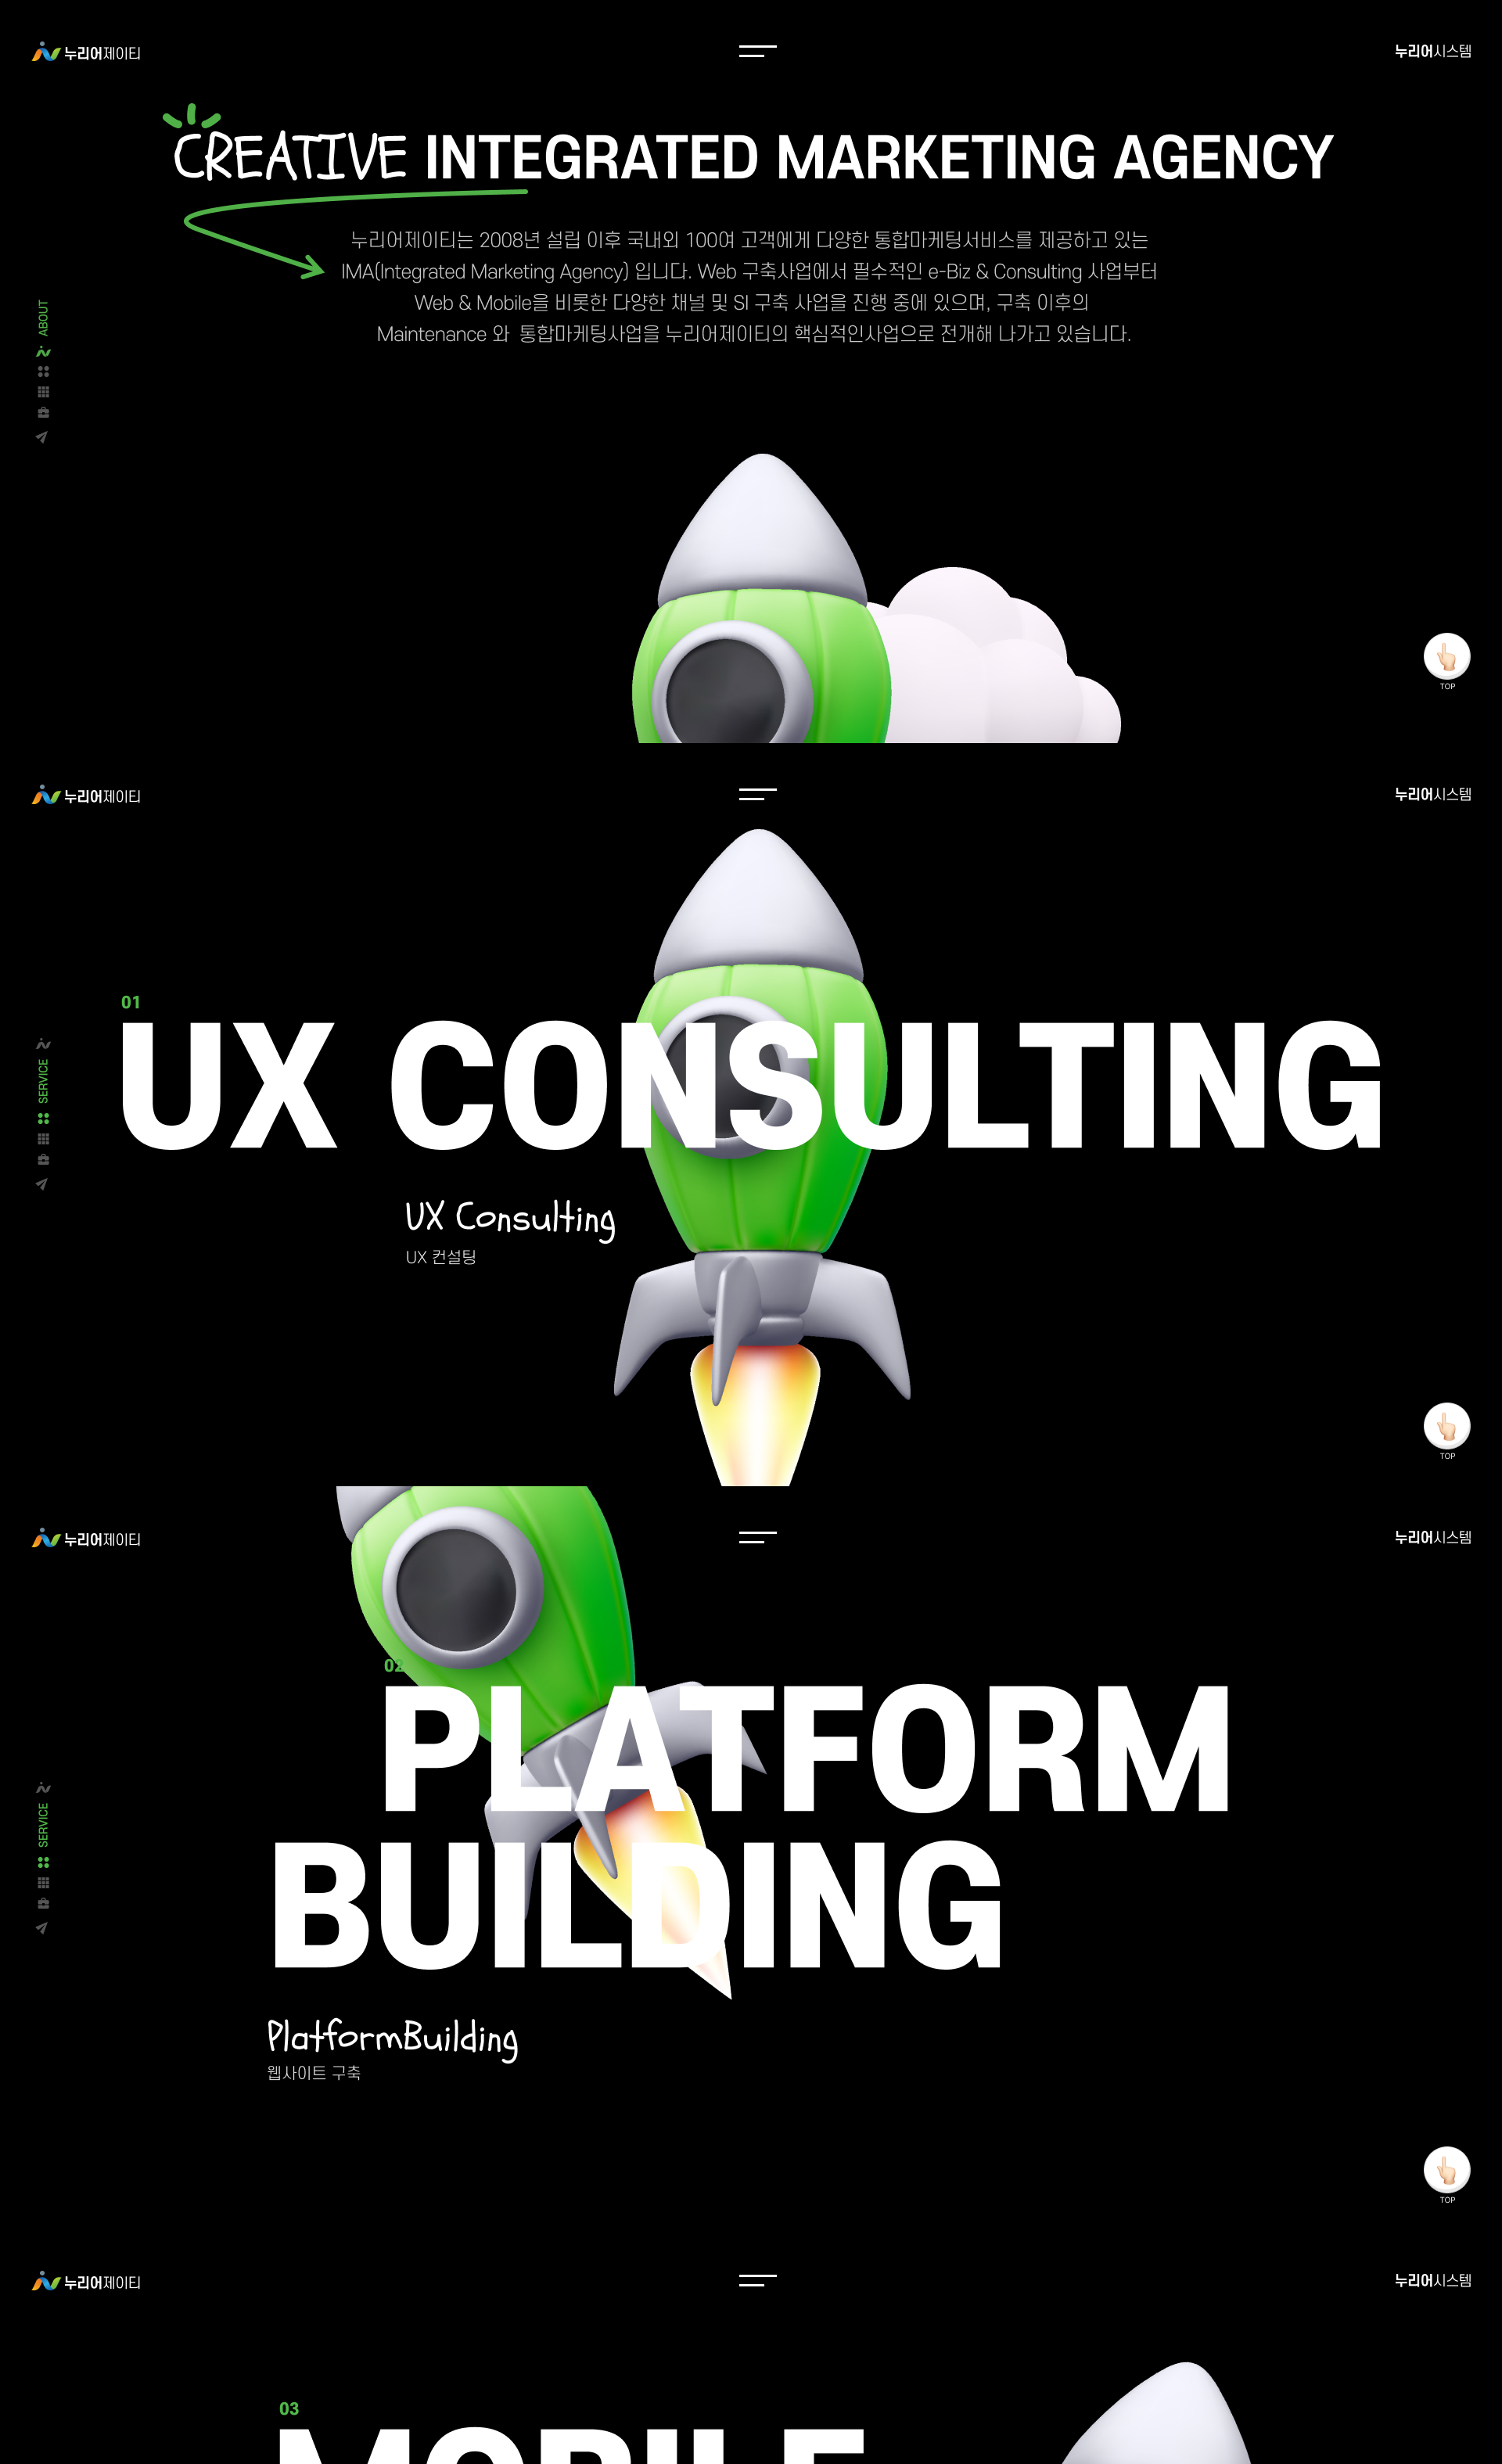 누리어제이티
누리어시스템
CREATIVE INTEGRATED MARKETING AGENCY
누리어제이티는 2008년 설립 이후 국내외 100여 고객에게 다양한 통합마케팅서비스를 제공하고 있는
IMA(Integrated Marketing Agency) 입니다. Web 구축사업에서 필수적인 e-Biz & Consulting 사업부터
Web & Mobile을 비롯한 다양한 채널 및 SI 구축 사업을 진행 중에 있으며, 구축 이후의
Maintenance 와 통합마케팅사업을 누리어제이티의 핵심적인사업으로 전개해 나가고 있습니다.
ABOUT
TOP
누리어제이티
누리어시스템
01
UX CONSULTING
SERVICE
UX Consulting
UX 컨설팅
TOP
누리어제이티
누리어시스템
02
PLATFORM
BUILDING
SERVICE
PlatformBuilding
웹사이트 구축
TOP
누리어제이티
누리어시스템
03
MOBILE